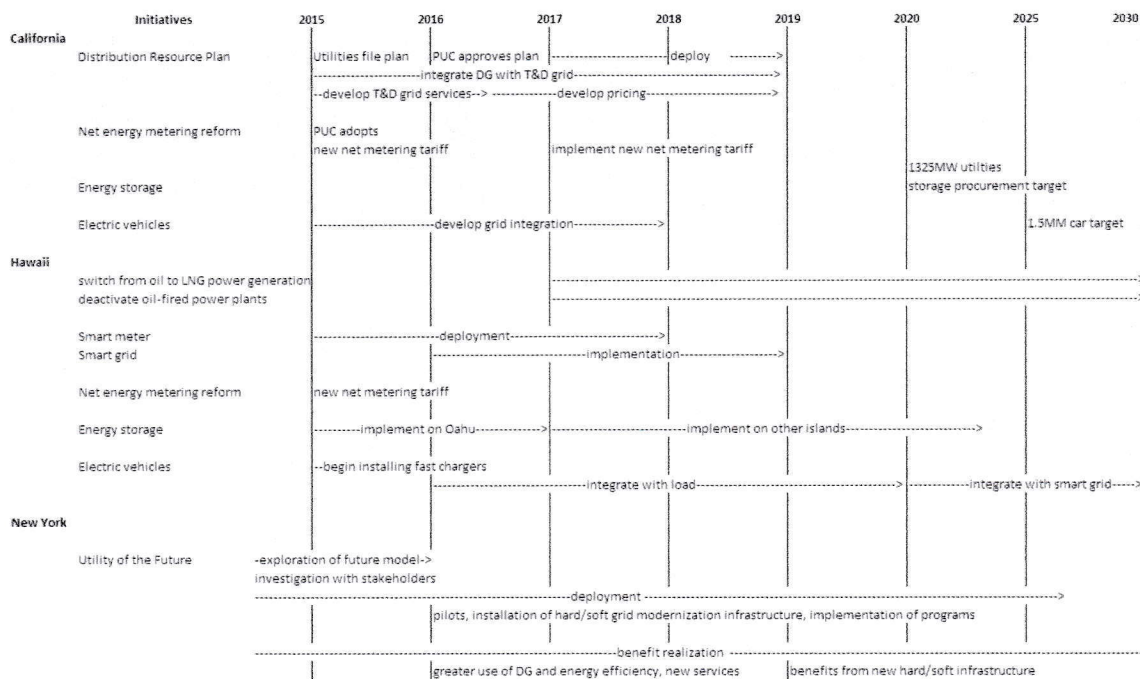 Initiatives 2015 2016 2017 2018 2019 2020 2025 2030
California
Distribution Resource Plan Utilities file plan PUC approves plan deploy
integrate DG with T&D grid
develop T&D grid services develop pricing
Net energy metering reform PUC adopts
new net metering tariff implement new net metering tariff
1325MW utilties
Energy storage storage procurement target
Electric vehicles develop grid integration 1.5MM car target
Hawaii
switch from oil to LNG power generation
deactivate oil-fired power plants
Smart meter deployment
Smart grid implementation
Net energy metering reform new net metering tariff
Energy storage implement on Oahu implement on other islands
Electric vehicles begin installing fast chargers
integrate with load integrate with smart grid
New York
Utility of the Future -exploration of future model->
investigation with stakeholders
deployment
pilots, installation of hard/soft grid modernization infrastructure, implementation of programs
benefit realization
greater use of DG and energy efficiency, new services benefits from new hard/soft infrastructure